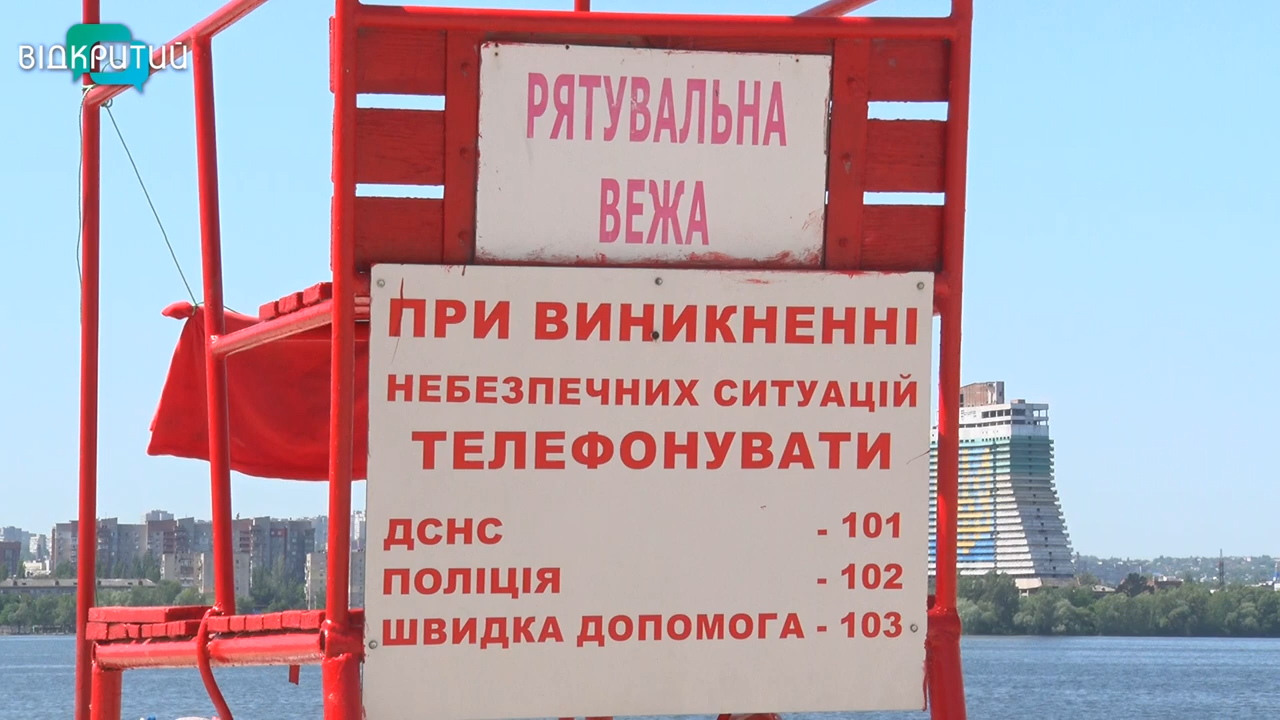 ВІДКРИТИЙ
РЯТУВАЛЬНА
ВЕЖА
ПРИ ВИНИКНЕННІ
НЕБЕЗПЕЧНИХ СИТУАЦІЙ
ТЕЛЕФОНУВАТИ
ДСНС - 101
ПОЛІЦІЯ - 102
ШВИДКА ДОПОМОГА - 103